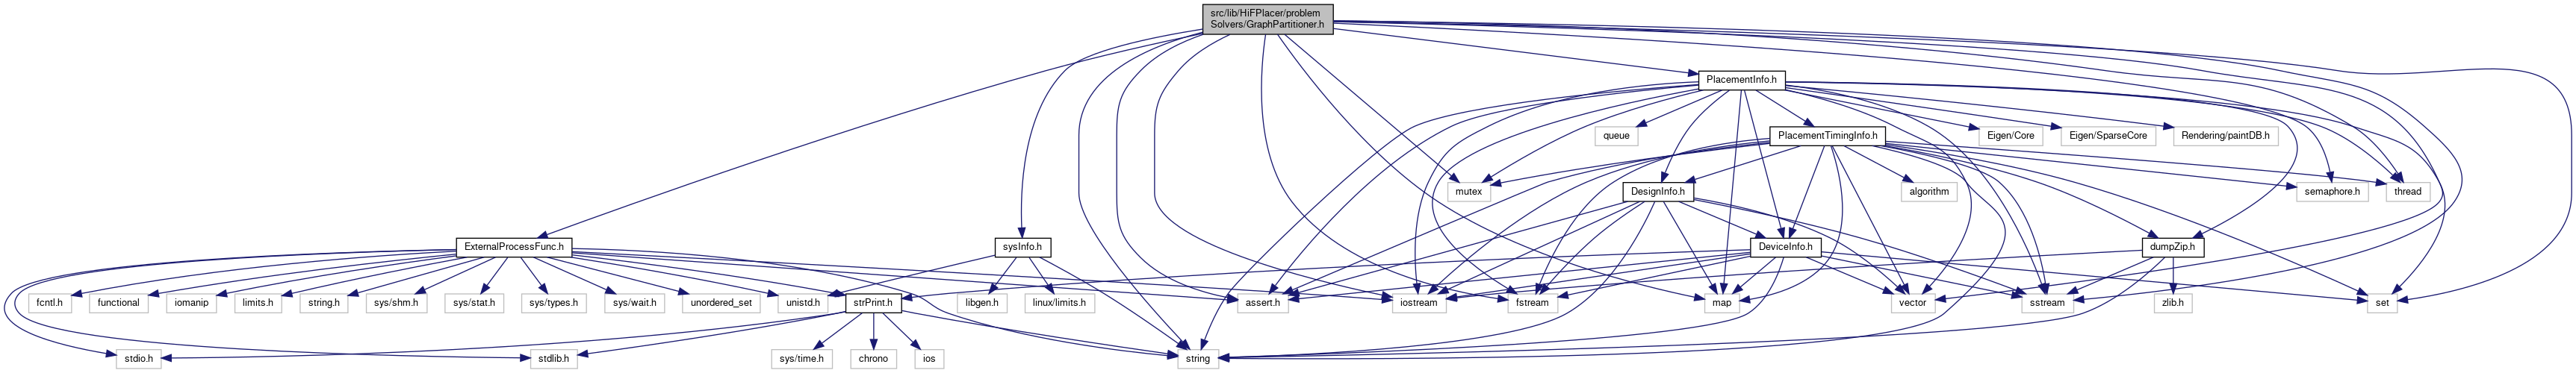 src/lib/HiFPlacer/problem
Solvers/GraphPartitioner.h
PlacementInfo.h
queue
PlacementTimingInfo.h
Eigen/Core
Eigen/SparseCore
Rendering/paintDB.h
mutex
DesignInfo.h
algorithm
semaphore.h
thread
ExternalProcessFunc.h
sysInfo.h
DeviceInfo.h
dumpZip.h
fcntl.h
functional
iomanip
limits.h
string.h
sys/shm.h
sys/stat.h
sys/types.h
sys/wait.h
unordered_set
unistd.h
strPrint.h
libgen.h
linux/limits.h
assert.h
iostream
fstream
map
vector
sstream
zlib.h
set
stdio.h
stdlib.h
sys/time.h
chrono
ios
string